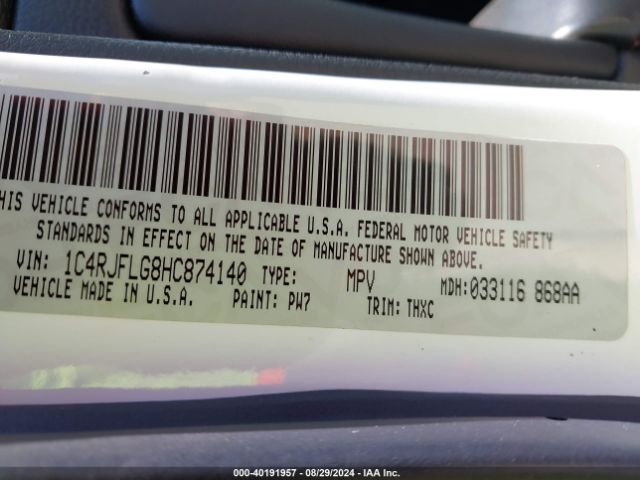 HIS VEHICLE CONFORMS TO ALL APPLICABLE U.S.A. FEDERAL MOTOR VEHICLE SAFETY
STANDARDS IN EFFECT ON THE DATE OF MANUFACTURE SHOWN ABOVE.
VIN: 1C4RJFLG8HC874140 TYPE: MPV MDH:033116 868AA
VEHICLE MADE IN U.S.A. PAINT: PW7 TRIM: THXC
000-40191957 - 08/29/2024 - IAA Inc.